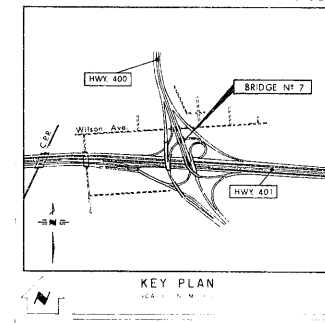 HWY. 400
BRIDGE Nº 7
Wilson Ave.
C.P.R.
HWY. 401
N
KEY PLAN
N